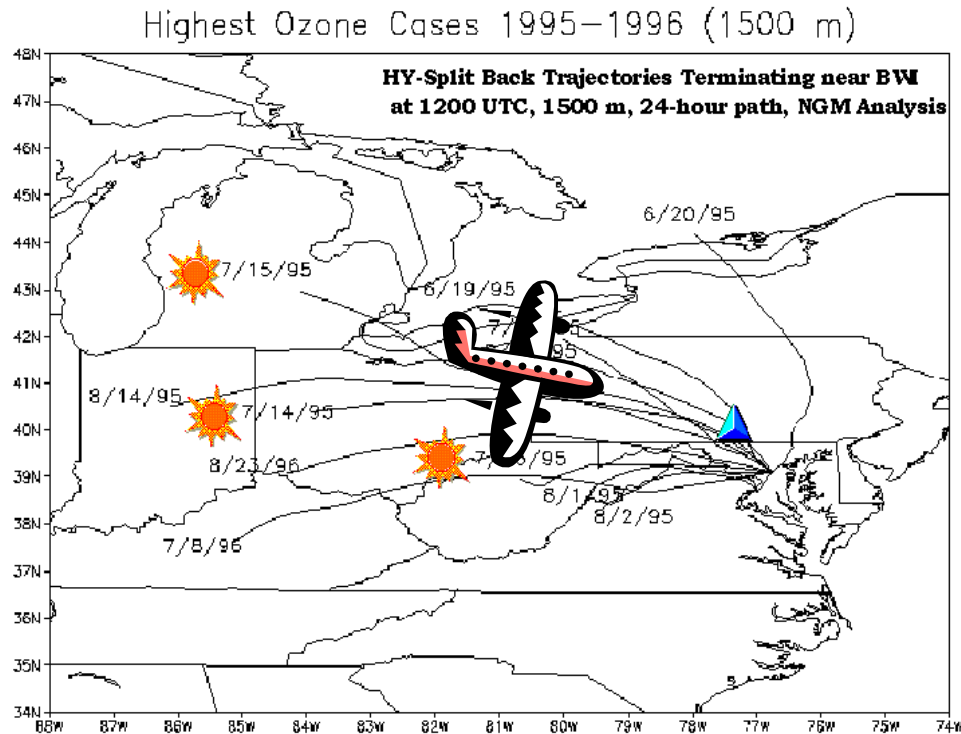 Highest Ozone Cases 1995–1996 (1500 m)
HY-Split Back Trajectories Terminating near BWI
at 1200 UTC, 1500 m, 24-hour path, NGM Analysis
48N
47N
46N
45N
44N
43N
42N
41N
40N
39N
38N
37N
36N
35N
34N
6/20/95
7/15/95
6/19/95
8/14/95
7/14/95
8/23/96
8/2/95
7/8/96
88W 87W 86W 85W 84W 83W 82W 81W 80W 79W 78W 77W 76W 75W 74W